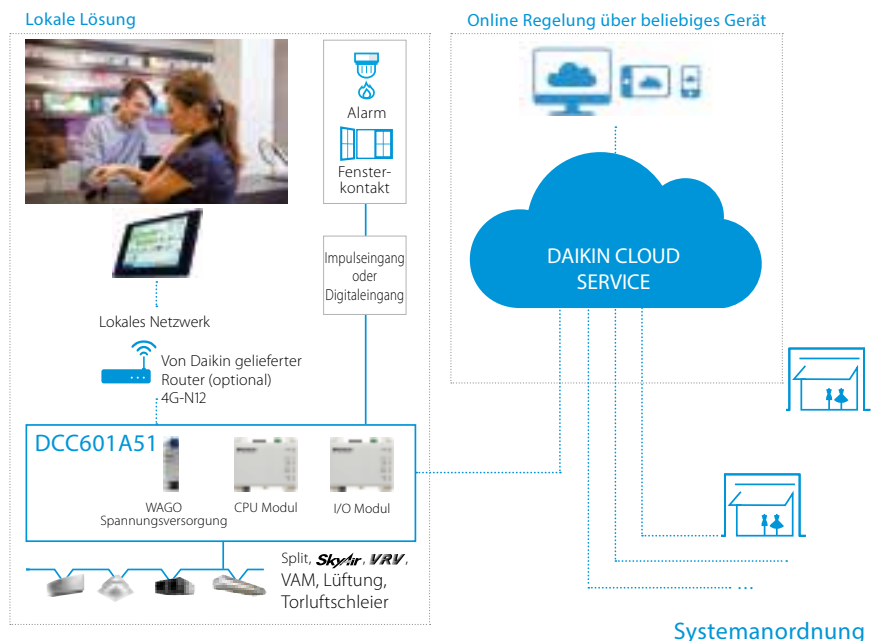 Lokale Lösung
Alarm
Fenster-
kontakt
Impulseingang
oder
Digitaleingang
Lokales Netzwerk
Von Daikin gelieferter
Router (optional)
4G-N12
DCC601A51
WAGO
Spannungsversorgung
CPU Modul
I/O Modul
Split, SkyAir, VRV,
VAM, Lüftung,
Torluftschleier
Online Regelung über beliebiges Gerät
DAIKIN CLOUD
SERVICE
...
Systemanordnung